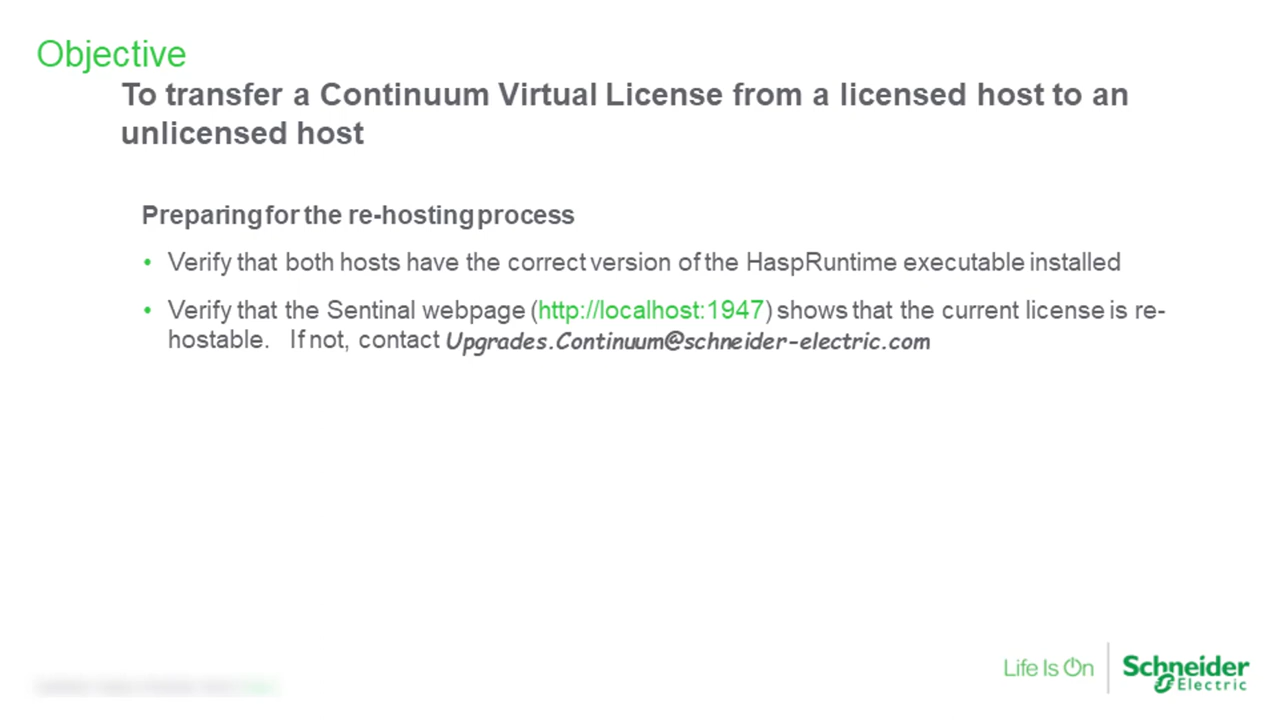 Objective
To transfer a Continuum Virtual License from a licensed host to an
unlicensed host
Preparing for the re-hosting process
• Verify that both hosts have the correct version of the HaspRuntime executable installed
• Verify that the Sentinal webpage (http://localhost:1947) shows that the current license is re-
hostable. If not, contact Upgrades.Continuum@schneider-electric.com
Life Is On
Schneider
Electric